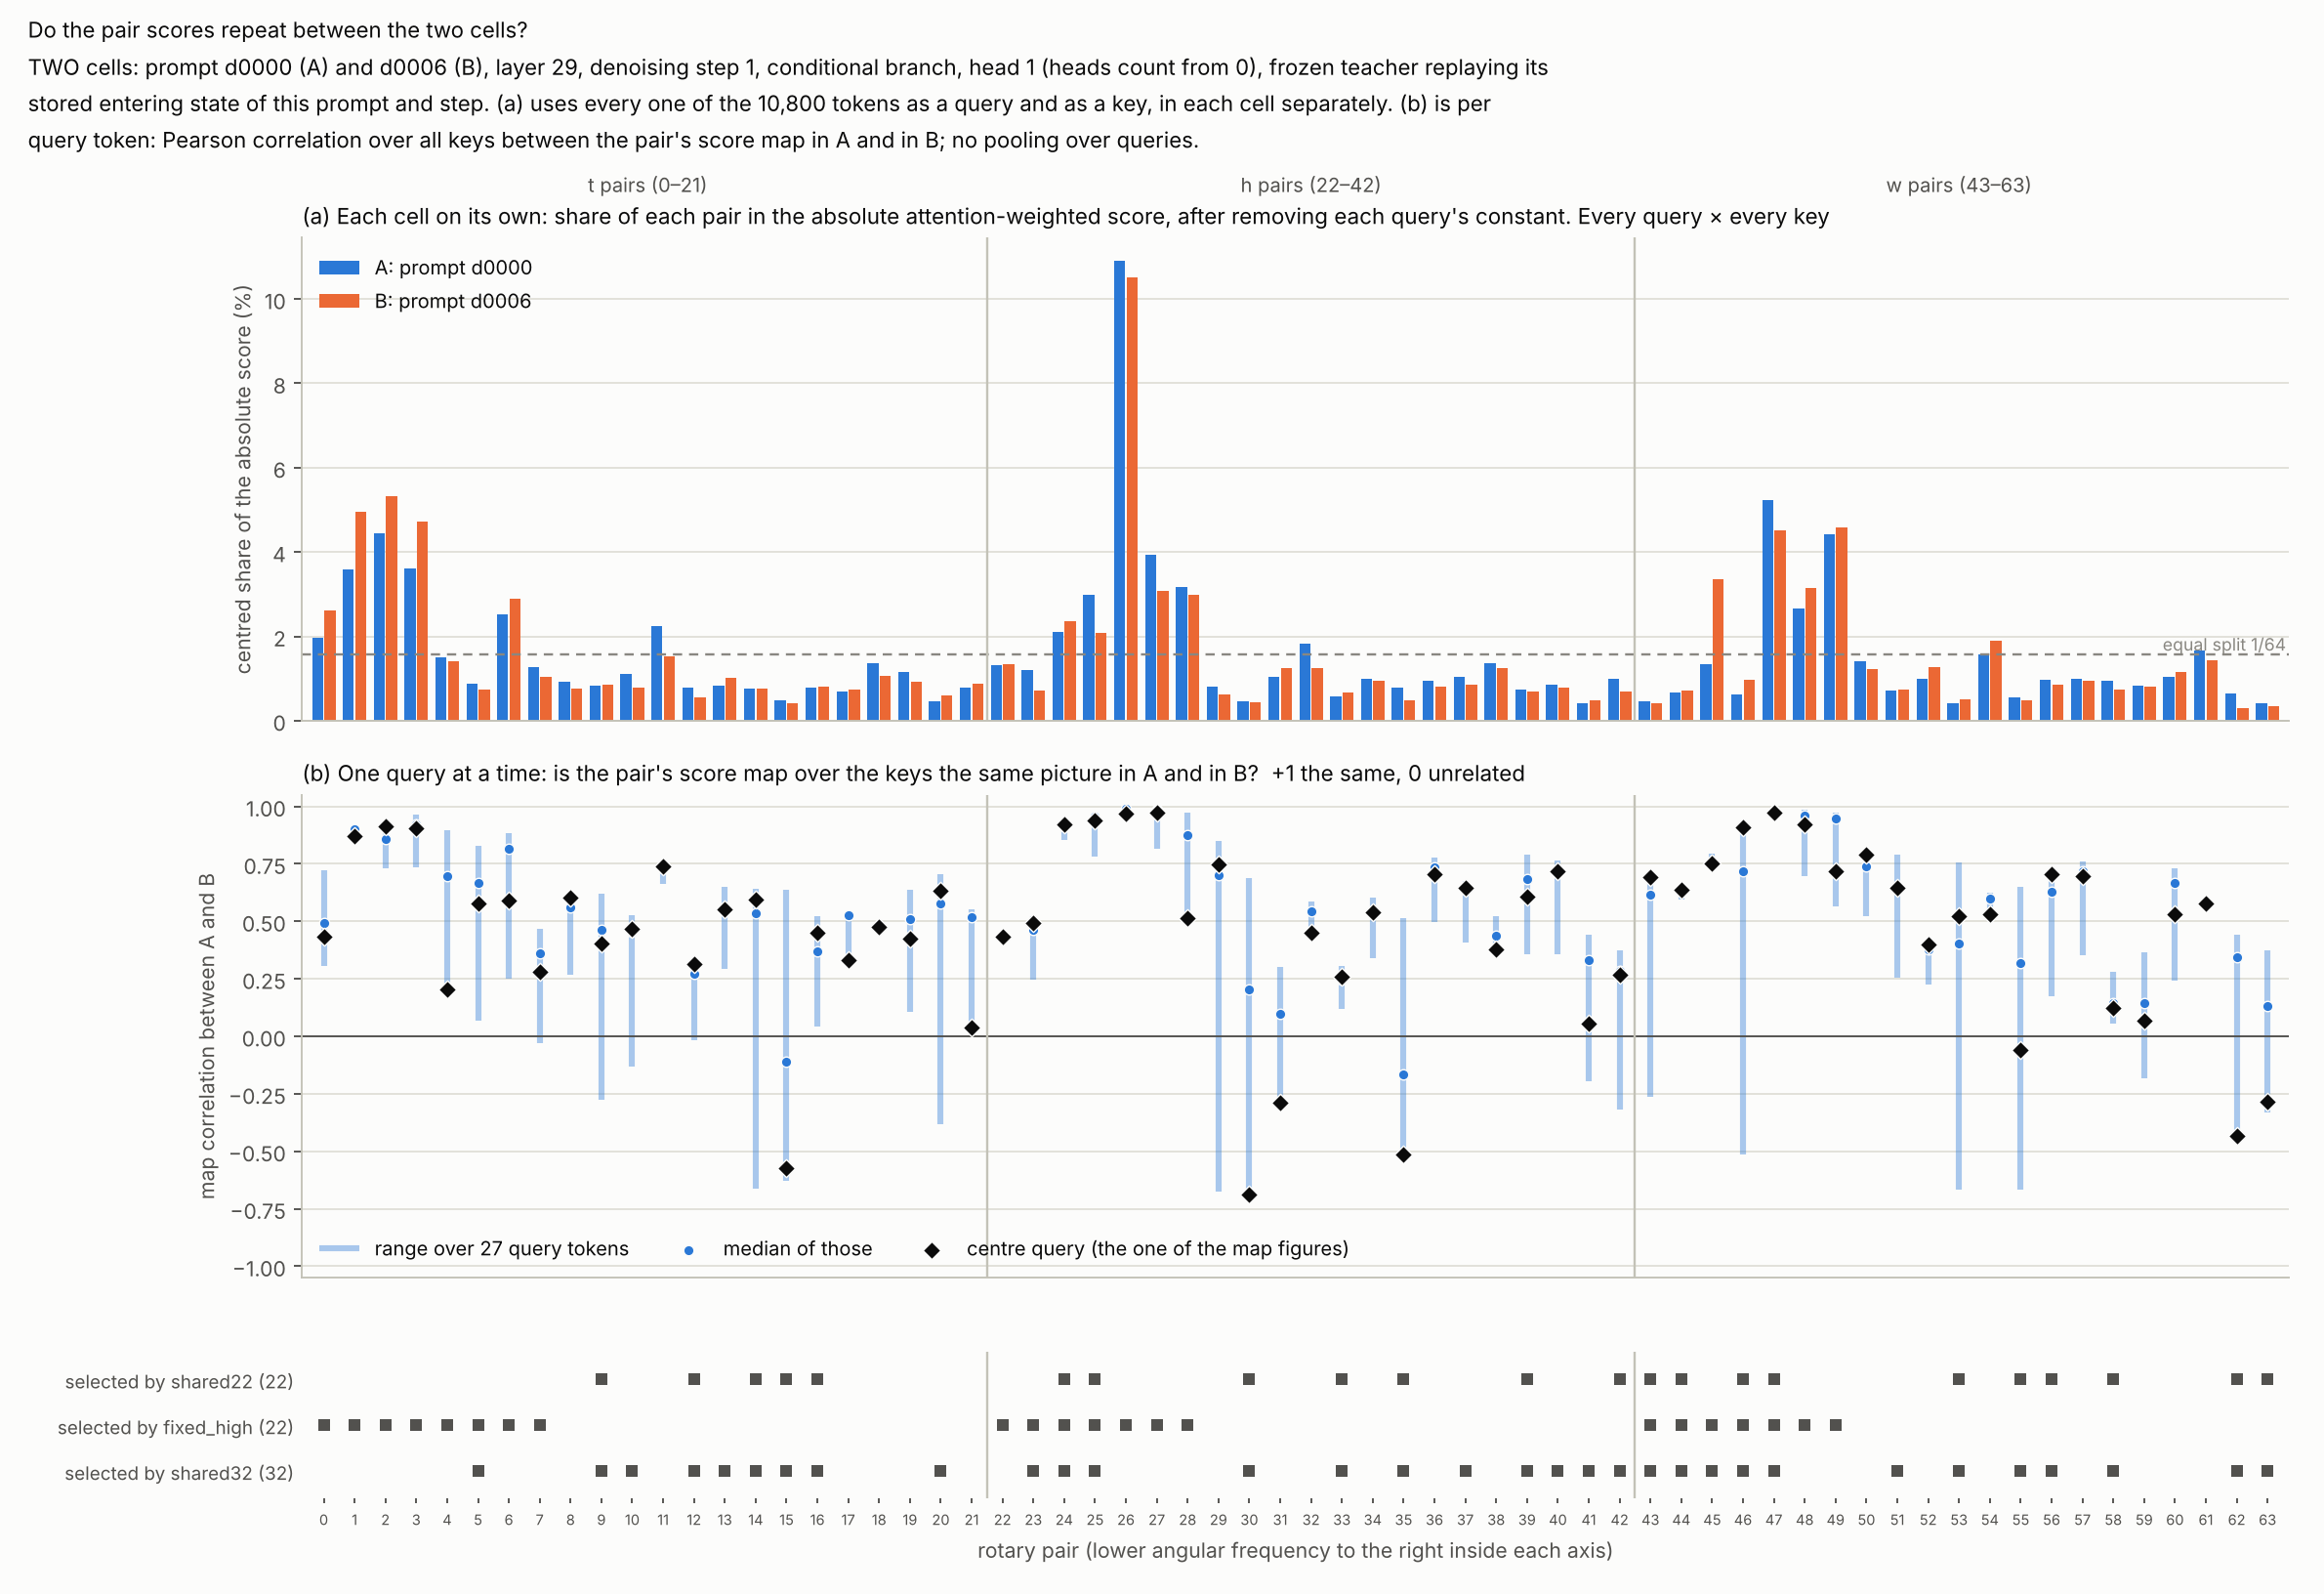 Do the pair scores repeat between the two cells?
TWO cells: prompt d0000 (A) and d0006 (B), layer 29, denoising step 1, conditional branch, head 1 (heads count from 0), frozen teacher replaying its
stored entering state of this prompt and step. (a) uses every one of the 10,800 tokens as a query and as a key, in each cell separately. (b) is per
query token: Pearson correlation over all keys between the pair's score map in A and in B; no pooling over queries.
t pairs (0–21) h pairs (22–42) w pairs (43–63)
(a) Each cell on its own: share of each pair in the absolute attention-weighted score, after removing each query's constant. Every query × every key
centred share of the absolute score (%)
10
8
6
4
2
0
A: prompt d0000
B: prompt d0006
equal split 1/64
(b) One query at a time: is the pair's score map over the keys the same picture in A and in B? +1 the same, 0 unrelated
map correlation between A and B
1.00
0.75
0.50
0.25
0.00
−0.25
−0.50
−0.75
−1.00
range over 27 query tokens median of those centre query (the one of the map figures)
selected by shared22 (22)
selected by fixed_high (22)
selected by shared32 (32)
0 1 2 3 4 5 6 7 8 9 10 11 12 13 14 15 16 17 18 19 20 21 22 23 24 25 26 27 28 29 30 31 32 33 34 35 36 37 38 39 40 41 42 43 44 45 46 47 48 49 50 51 52 53 54 55 56 57 58 59 60 61 62 63
rotary pair (lower angular frequency to the right inside each axis)